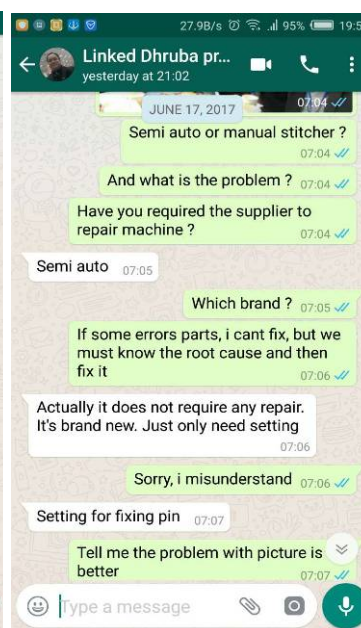 27.9B/s 95% 19:5
Linked Dhruba pr...
yesterday at 21:02
07:04
JUNE 17, 2017
Semi auto or manual stitcher ?
07:04
And what is the problem ? 07:04
Have you required the supplier to
repair machine ?
07:04
Semi auto 07:05
Which brand ? 07:05
If some errors parts, i cant fix, but we
must know the root cause and then
fix it
07:06
Actually it does not require any repair.
It's brand new. Just only need setting
07:06
Sorry, i misunderstand 07:06
Setting for fixing pin 07:07
Tell me the problem with picture is
better
07:07
Type a message